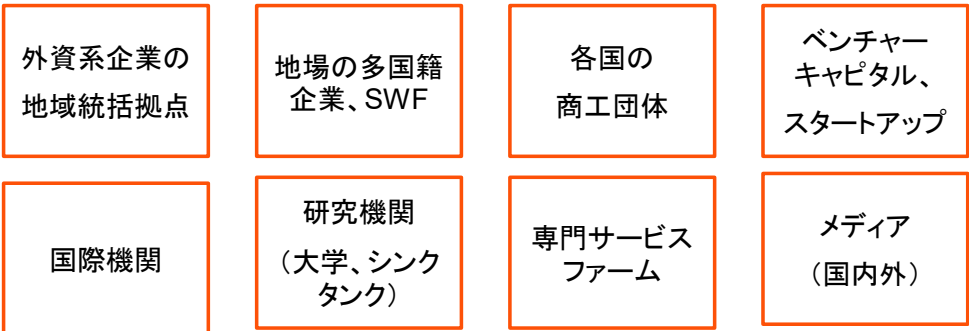 外資系企業の
地域統括拠点
地場の多国籍
企業、SWF
各国の
商工団体
ベンチャー
キャピタル、
スタートアップ
国際機関
研究機関
（大学、シンク
タンク）
専門サービス
ファーム
メディア
（国内外）